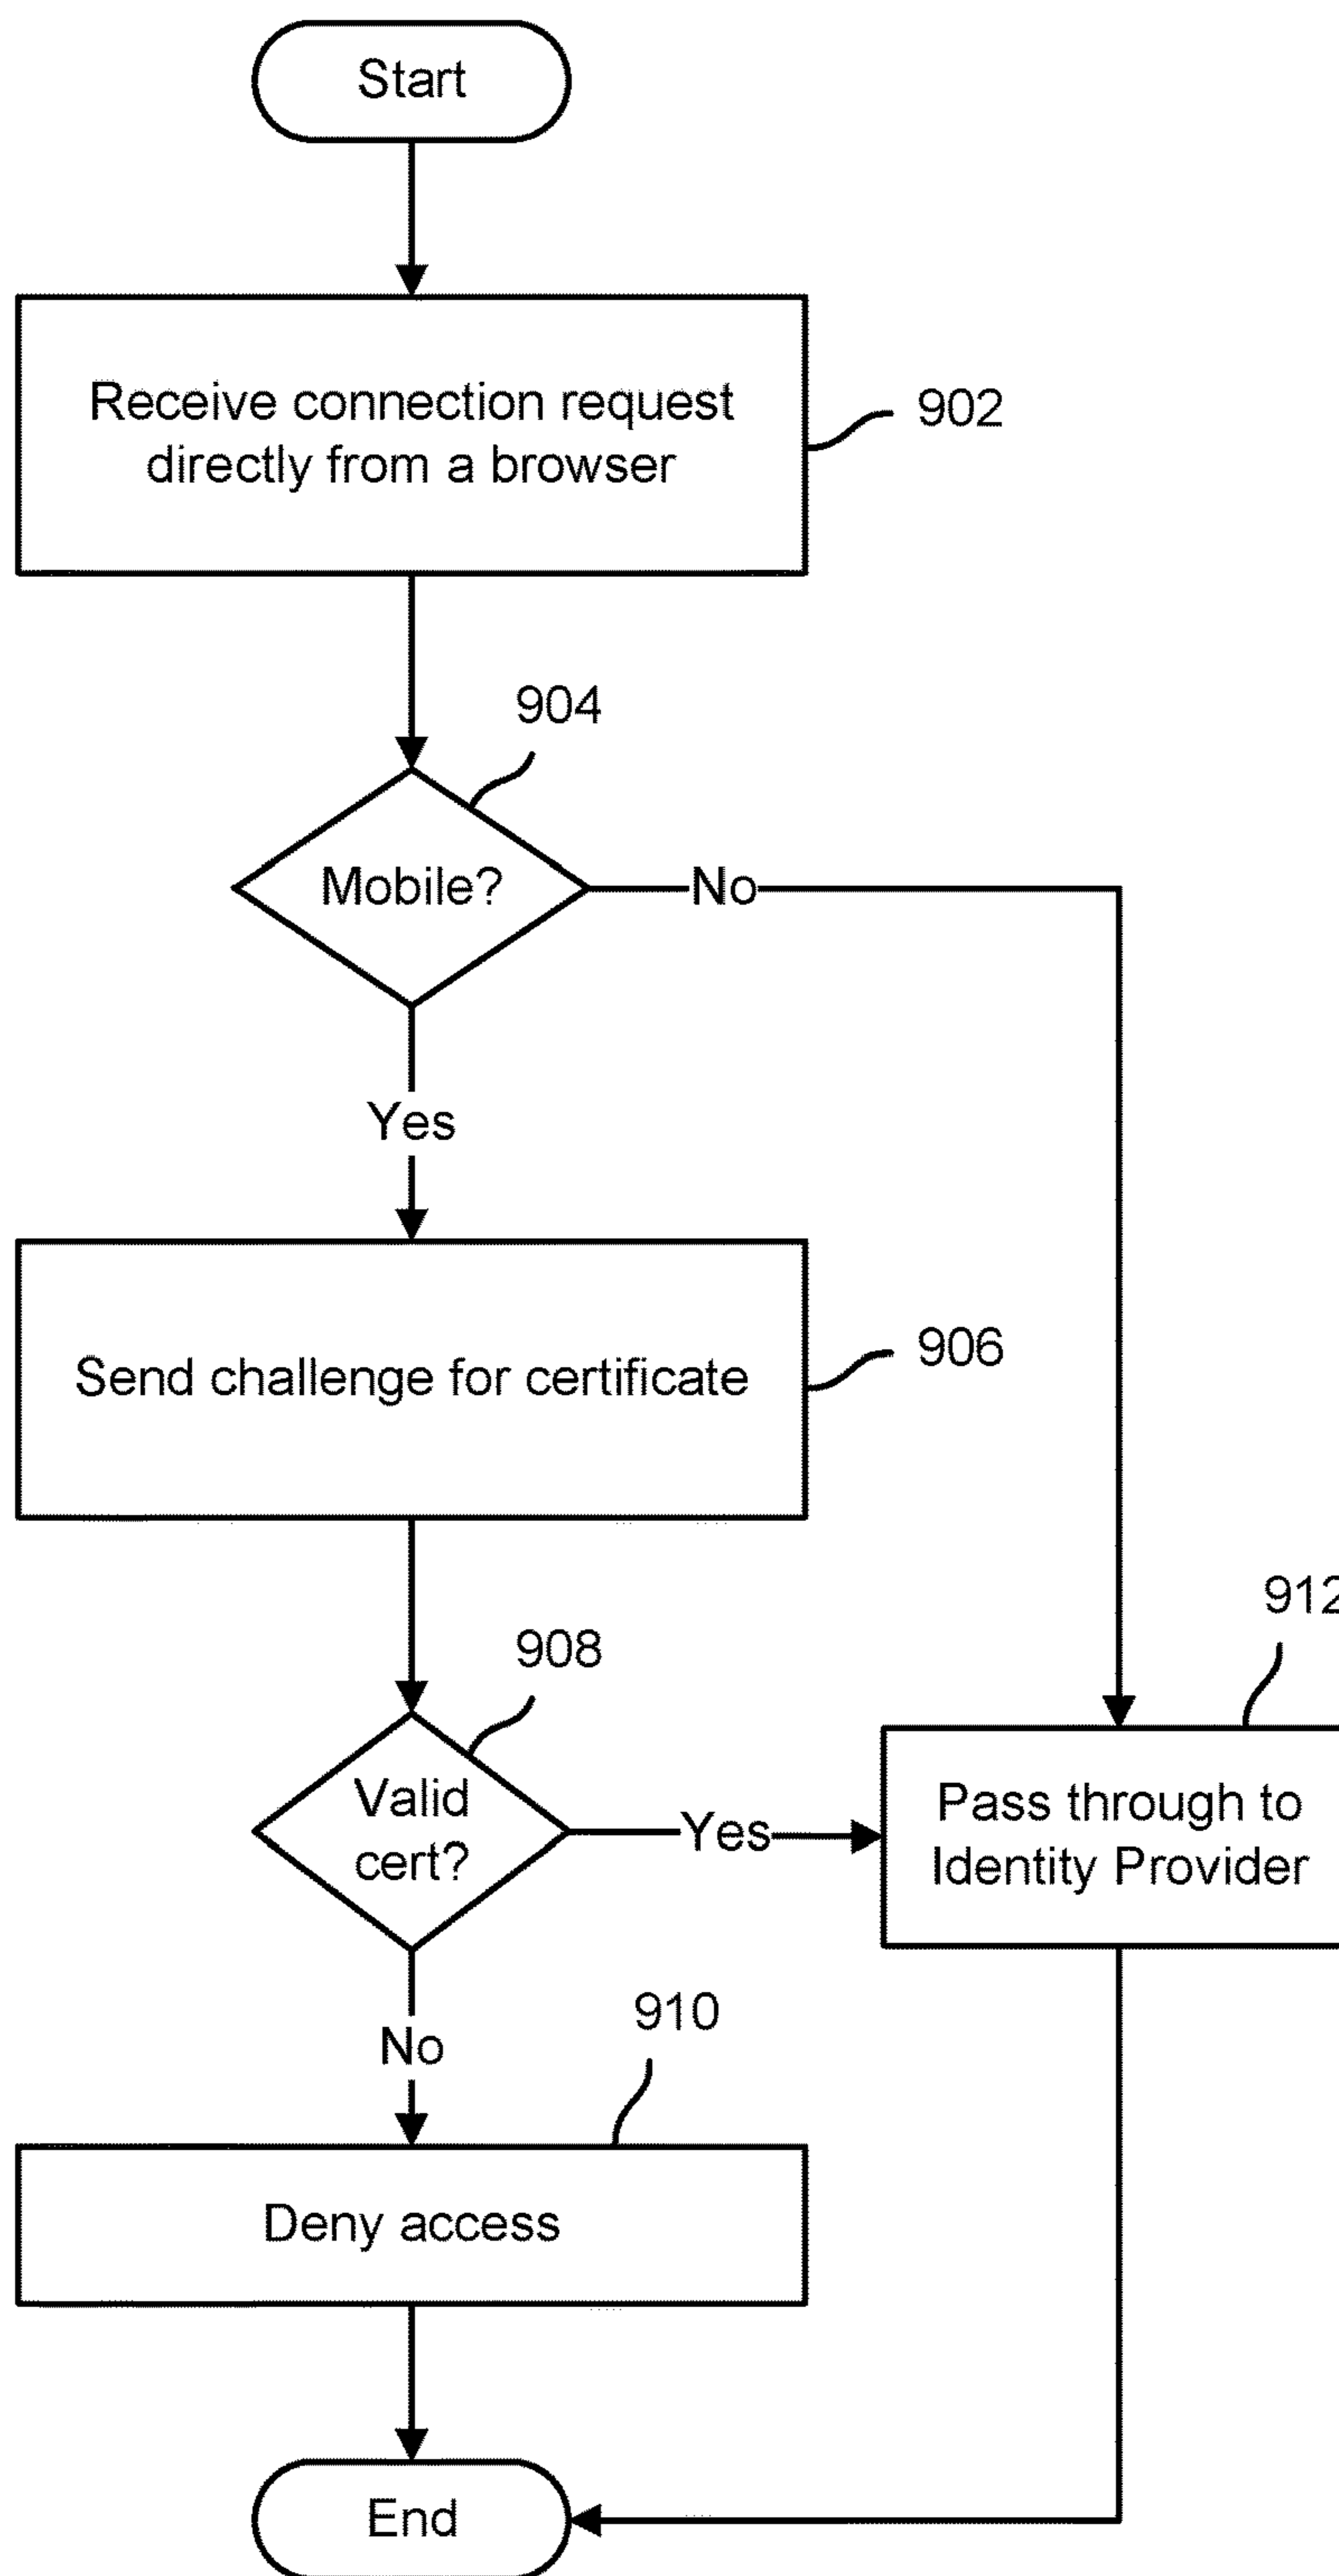 Start
Receive connection request
directly from a browser
902
904
Mobile?
No
Yes
Send challenge for certificate
906
908
Valid
cert?
Yes
912
Pass through to
Identity Provider
No
910
Deny access
End